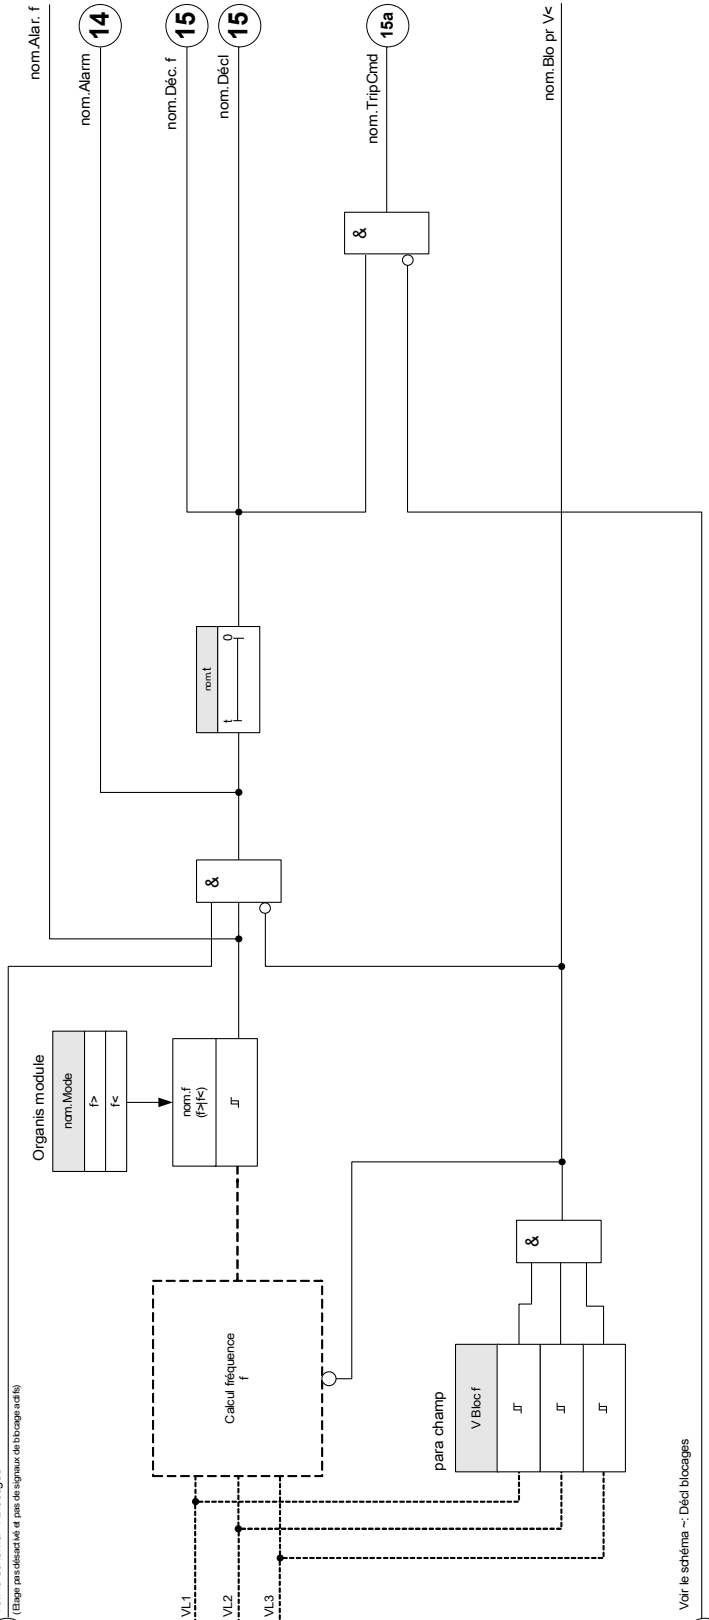 nom.Alar. f
14
nom.Alarm
15
nom.Déc. f
15
nom.Décl
15a
nom.TripCmd
nom.Blo pr V<
&
nom.t
t 0
&
Organis module
nom.Mode
f>
f<
nom.f
(f>|f<)
&
Calcul fréquence
f
para champ
V Bloc f
VL1
VL2
VL3
(Etage pas désactivé et pas de signaux de blocage actifs)
Voir le schéma ~: Décl blocages